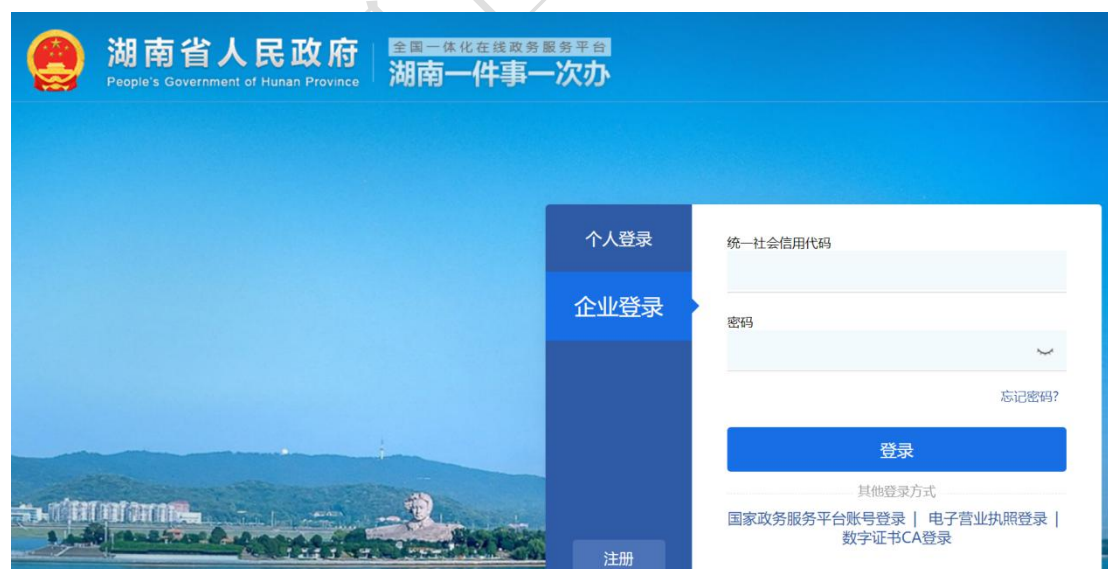 湖南省人民政府
People's Government of Hunan Province
全国一体化在线政务服务平台
湖南一件事一次办
个人登录
企业登录
注册
统一社会信用代码
密码
忘记密码?
登录
其他登录方式
国家政务服务平台账号登录 | 电子营业执照登录 |
数字证书CA登录